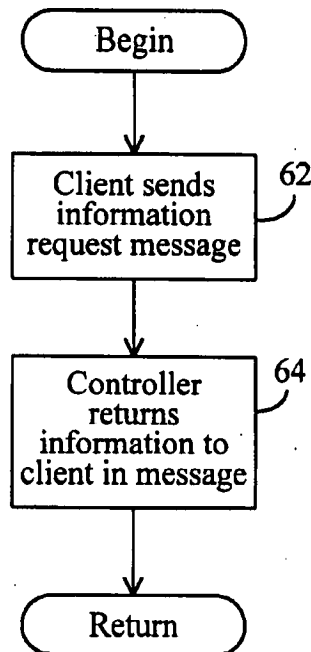 Begin
Client sends
information
request message
62
Controller
returns
information to
client in message
64
Return